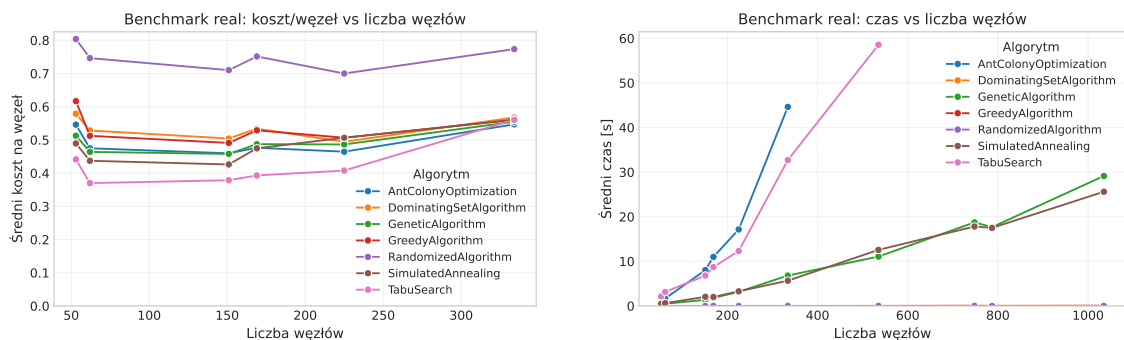 Benchmark real: koszt/węzeł vs liczba węzłów
Średni koszt na węzeł
0.8
0.7
0.6
0.5
0.4
0.3
0.2
0.1
0.0
50 100 150 200 250 300
Liczba węzłów
Algorytm
AntColonyOptimization
DominatingSetAlgorithm
GeneticAlgorithm
GreedyAlgorithm
RandomizedAlgorithm
SimulatedAnnealing
TabuSearch
Benchmark real: czas vs liczba węzłów
Średni czas [s]
60
50
40
30
20
10
0
200 400 600 800 1000
Liczba węzłów
Algorytm
AntColonyOptimization
DominatingSetAlgorithm
GeneticAlgorithm
GreedyAlgorithm
RandomizedAlgorithm
SimulatedAnnealing
TabuSearch